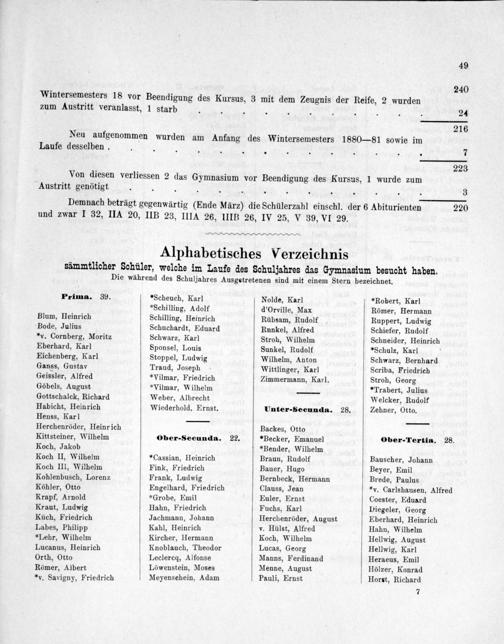 49
240
Wintersemesters 18 vor Beendigung des Kursus, 3 mit dem Zeugnis der Reife, 2 wurden
zum Austritt veranlasst, 1 starb . . . . . . . . . 24
216
Neu aufgenommen wurden am Anfang des Wintersemesters 1880—81 sowie im
Laufe desselben . . . . . . . . . . . . 7
223
Von diesen verliessen 2 das Gymnasium vor Beendigung des Kursus, 1 wurde zum
Austritt genötigt . . . . . . . . . . . 3
Demnach beträgt gegenwärtig (Ende März) die Schülerzahl einschl. der 6 Abiturienten 220
und zwar I 32, IIA 20, IIB 23, IIIA 26, IIIB 26, IV 25, V 39, VI 29.
Alphabetisches Verzeichnis
sämmtlicher Schüler, welche im Laufe des Schuljahres das Gymnasium besucht haben.
Die während des Schuljahres Ausgetretenen sind mit einem Stern bezeichnet.
Prima. 39.
Blum, Heinrich
Bode, Julius
*v. Cornberg, Moritz
Eberhard, Karl
Eichenberg, Karl
Ganss, Gustav
Geissler, Alfred
Göbels, August
Gottschalck, Richard
Habicht, Heinrich
Henss, Karl
Herchenröder, Heinrich
Kittsteiner, Wilhelm
Koch, Jakob
Koch II, Wilhelm
Koch III, Wilhelm
Kohlenbusch, Lorenz
Köhler, Otto
Krapf, Arnold
Kraut, Ludwig
Küch, Friedrich
Labes, Philipp
*Lehr, Wilhelm
Lucanus, Heinrich
Orth, Otto
Römer, Albert
*v. Savigny, Friedrich
*Scheuch, Karl
*Schilling, Adolf
Schilling, Heinrich
Schuchardt, Eduard
Schwarz, Karl
Sponsel, Louis
Stoppel, Ludwig
Traud, Joseph
*Vilmar, Friedrich
*Vilmar, Wilhelm
Weber, Albrecht
Wiederhold, Ernst.
Ober-Secunda. 22.
*Cassian, Heinrich
Fink, Friedrich
Frank, Ludwig
Engelhard, Friedrich
*Grobe, Emil
Hahn, Friedrich
Jachmann, Johann
Kahl, Heinrich
Kircher, Hermann
Knoblauch, Theodor
Leclercq, Alfonse
Löwenstein, Moses
Meyensehein, Adam
Nolde, Karl
d'Orville, Max
Rübsam, Rudolf
Runkel, Alfred
Stroh, Wilhelm
Sunkel, Rudolf
Wilhelm, Anton
Wittlinger, Karl
Zimmermann, Karl.
Unter-Secunda. 28.
Backes, Otto
*Becker, Emanuel
*Bender, Wilhelm
Braun, Rudolf
Bauer, Hugo
Bernbeck, Hermann
Clauss, Jean
Euler, Ernst
Fuchs, Karl
Herchenröder, August
v. Hülst, Alfred
Koch, Wilhelm
Lucas, Georg
Manns, Ferdinand
Menne, August
Pauli, Ernst
*Robert, Karl
Römer, Hermann
Ruppert, Ludwig
Schiefer, Rudolf
Schneider, Heinrich
*Schulz, Karl
Schwarz, Bernhard
Scriba, Friedrich
Stroh, Georg
*Trabert, Julius
Welcker, Rudolf
Zehner, Otto.
Ober-Tertia. 28.
Bauscher, Johann
Beyer, Emil
Brede, Paulus
*v. Carlshausen, Alfred
Coester, Eduard
Diegeler, Georg
Eberhard, Heinrich
Hahn, Wilhelm
Hellwig, August
Hellwig, Karl
Heraeus, Emil
Hölzer, Konrad
Horst, Richard
7